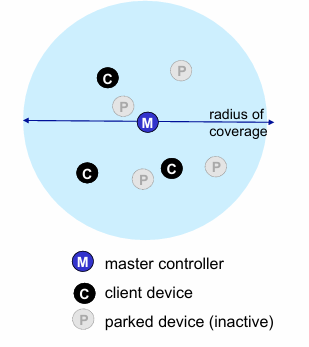 C
P
P
M
radius of
coverage
C
P
C
P
M master controller
C client device
P parked device (inactive)